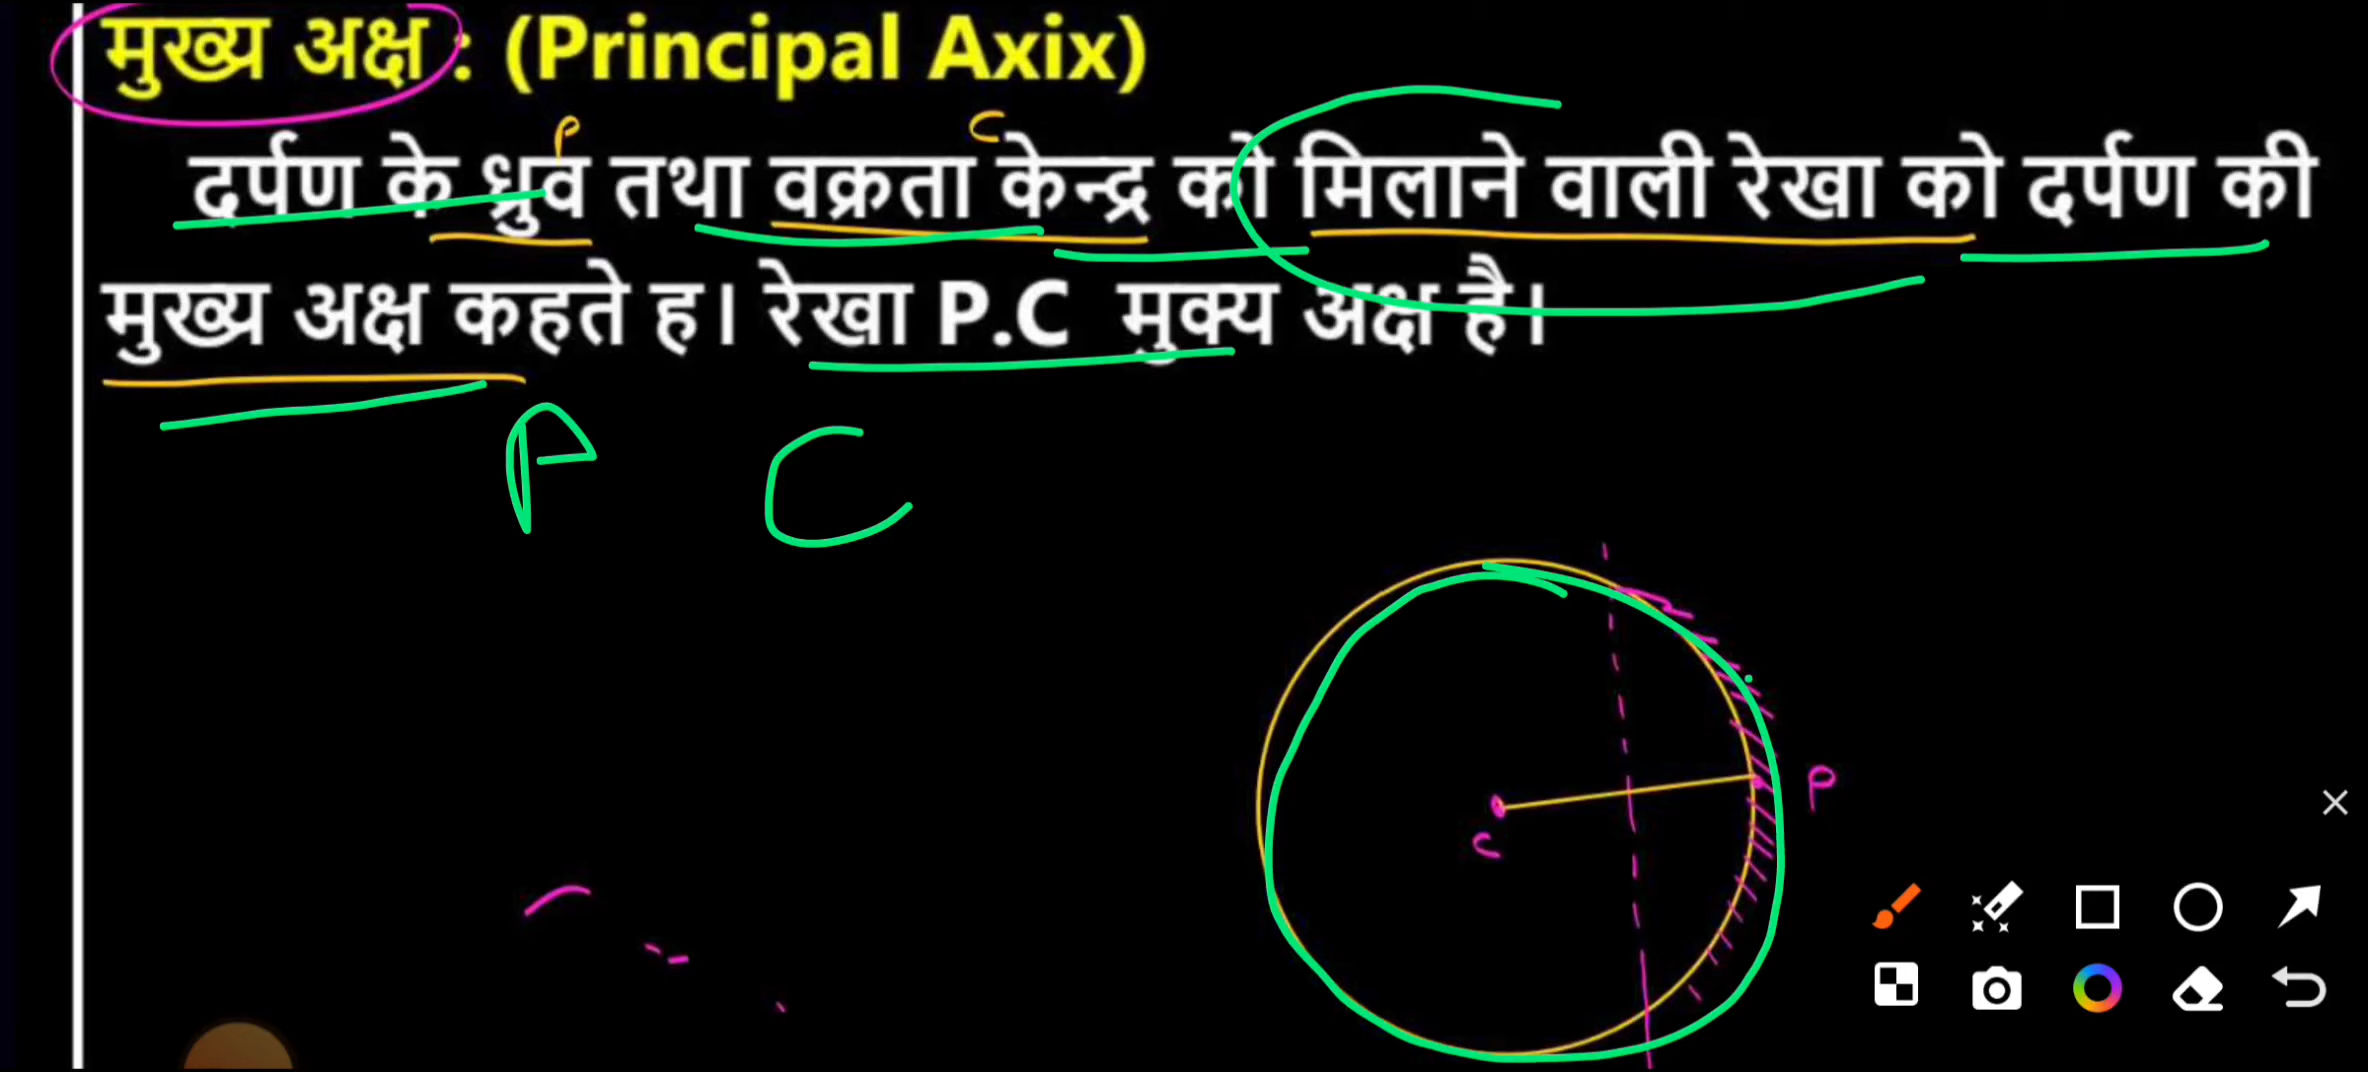 मुख्य अक्ष : (Principal Axix)
P C
दर्पण के ध्रुव तथा वक्रता केन्द्र को मिलाने वाली रेखा को दर्पण की
मुख्य अक्ष कहते ह। रेखा P.C मुक्य अक्ष है।
P C
P
C